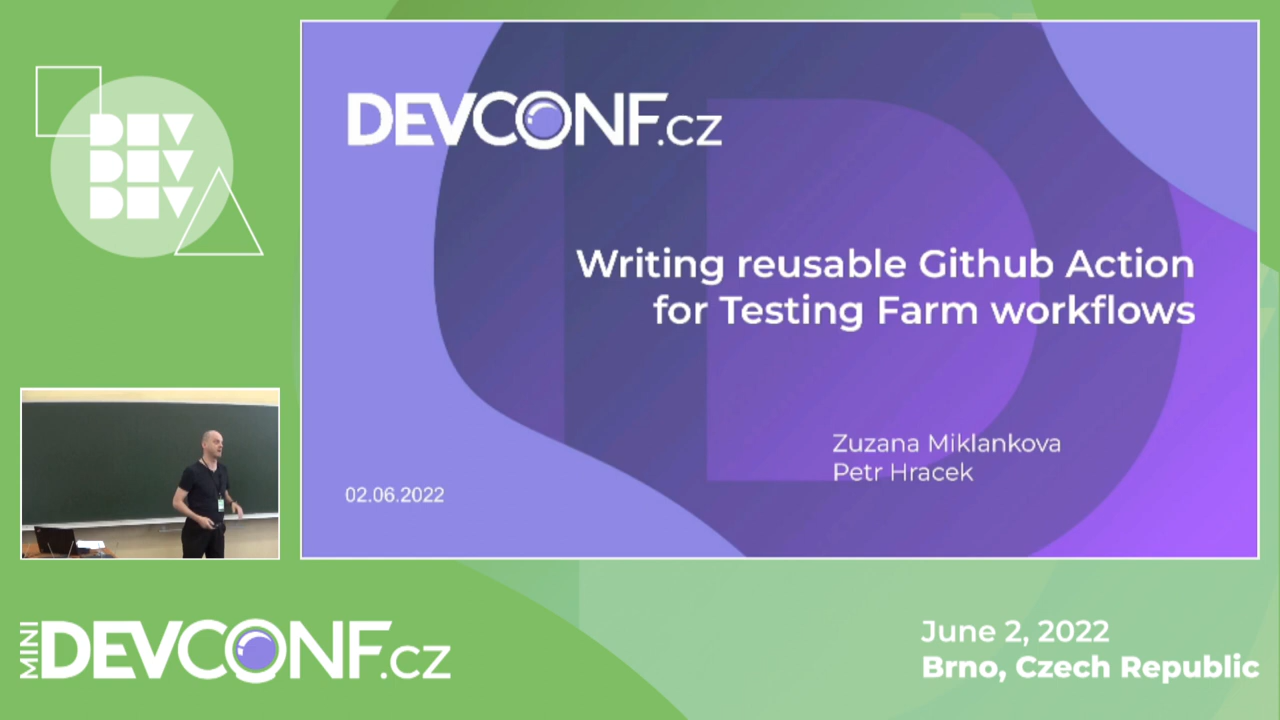 DEV
DEV
DEV
DEVCONF.cz
Writing reusable Github Action
for Testing Farm workflows
Zuzana Miklankova
Petr Hracek
02.06.2022
MINI
DEVCONF.cz
June 2, 2022
Brno, Czech Republic